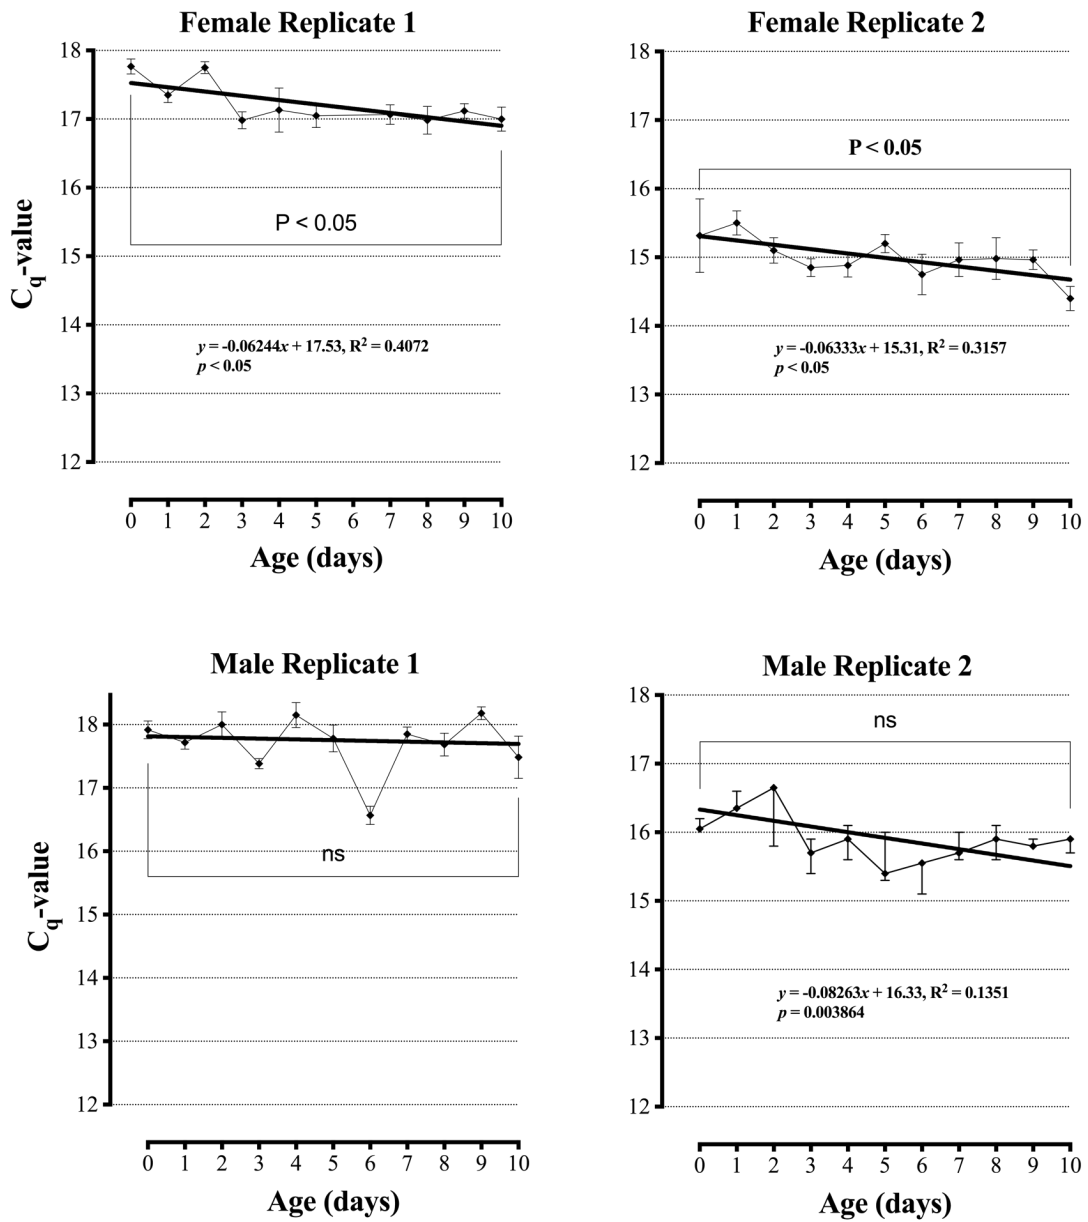 Female Replicate 1
18
17
16
15
14
13
12
Cq-value
P < 0.05
y = -0.06244x + 17.53, R² = 0.4072
p < 0.05
0 1 2 3 4 5 6 7 8 9 10
Age (days)
Female Replicate 2
18
17
16
15
14
13
12
P < 0.05
y = -0.06333x + 15.31, R² = 0.3157
p < 0.05
0 1 2 3 4 5 6 7 8 9 10
Age (days)
Male Replicate 1
18
17
16
15
14
13
12
Cq-value
ns
0 1 2 3 4 5 6 7 8 9 10
Age (days)
Male Replicate 2
18
17
16
15
14
13
12
ns
y = -0.08263x + 16.33, R² = 0.1351
p = 0.003864
0 1 2 3 4 5 6 7 8 9 10
Age (days)